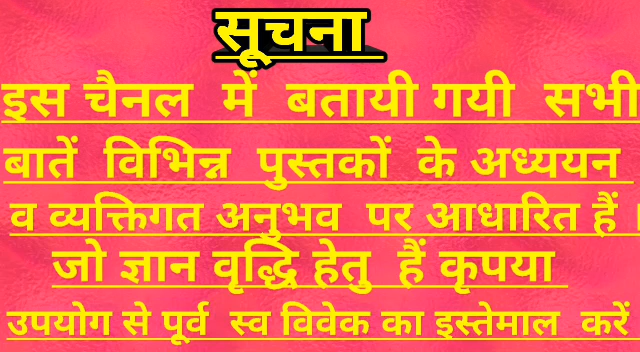 सूचना
इस चैनल में बतायी गयी सभी
बातें विभिन्न पुस्तकों के अध्ययन
व व्यक्तिगत अनुभव पर आधारित हैं ।
जो ज्ञान वृद्धि हेतु हैं कृपया
उपयोग से पूर्व स्व विवेक का इस्तेमाल करें